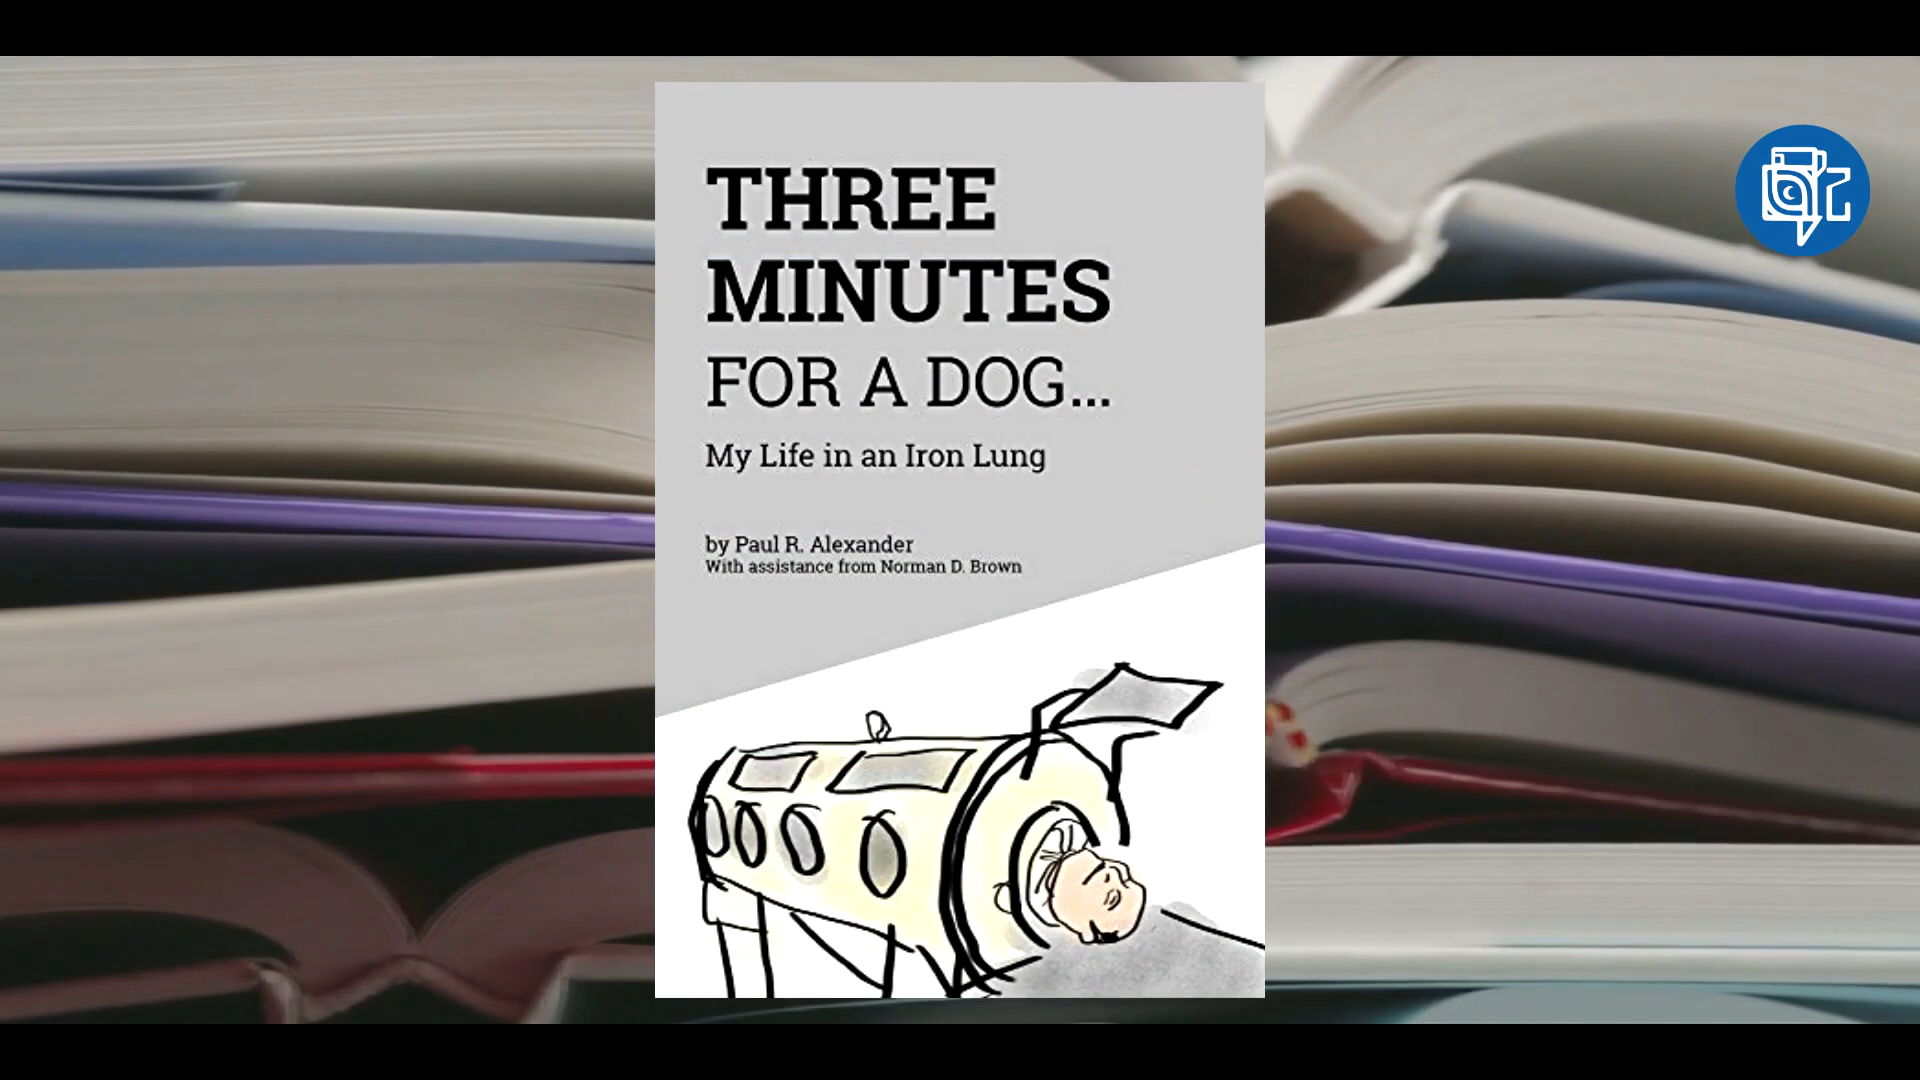 THREE
MINUTES
FOR A DOG...
My Life in an Iron Lung
by Paul R. Alexander
With assistance from Norman D. Brown